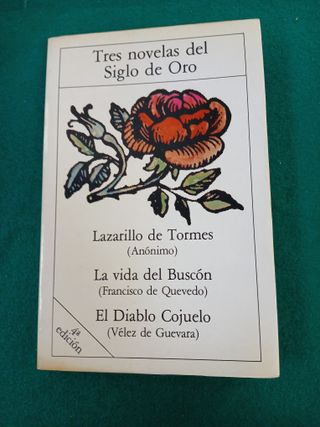 Tres novelas del
Siglo de Oro
Lazarillo de Tormes
(Anónimo)
La vida del Buscón
(Francisco de Quevedo)
El Diablo Cojuelo
(Vélez de Guevara)
4ª
edición